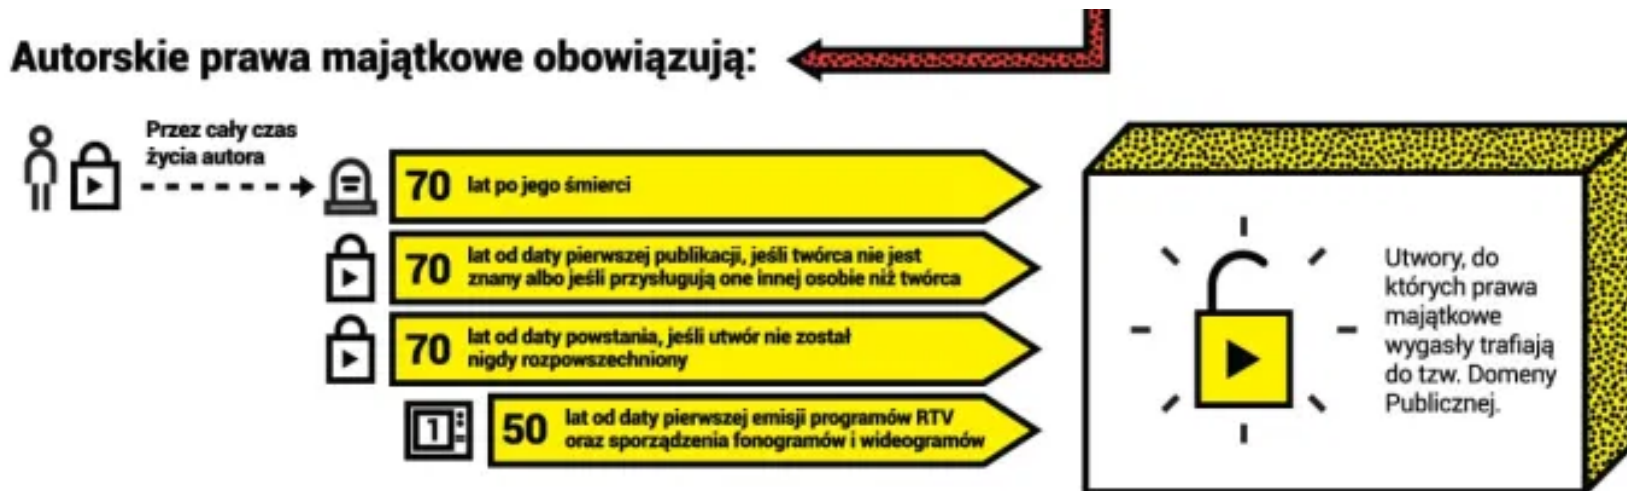 Autorskie prawa majątkowe obowiązują:
Przez cały czas
życia autora
70 lat po jego śmierci
70 lat od daty pierwszej publikacji, jeśli twórca nie jest
znany albo jeśli przysługują one innej osobie niż twórca
70 lat od daty powstania, jeśli utwór nie został
nigdy rozpowszechniony
1
50 lat od daty pierwszej emisji programów RTV
oraz sporządzenia fonogramów i wideogramów
Utwory, do
których prawa
majątkowe
wygasły trafiają
do tzw. Domeny
Publicznej.